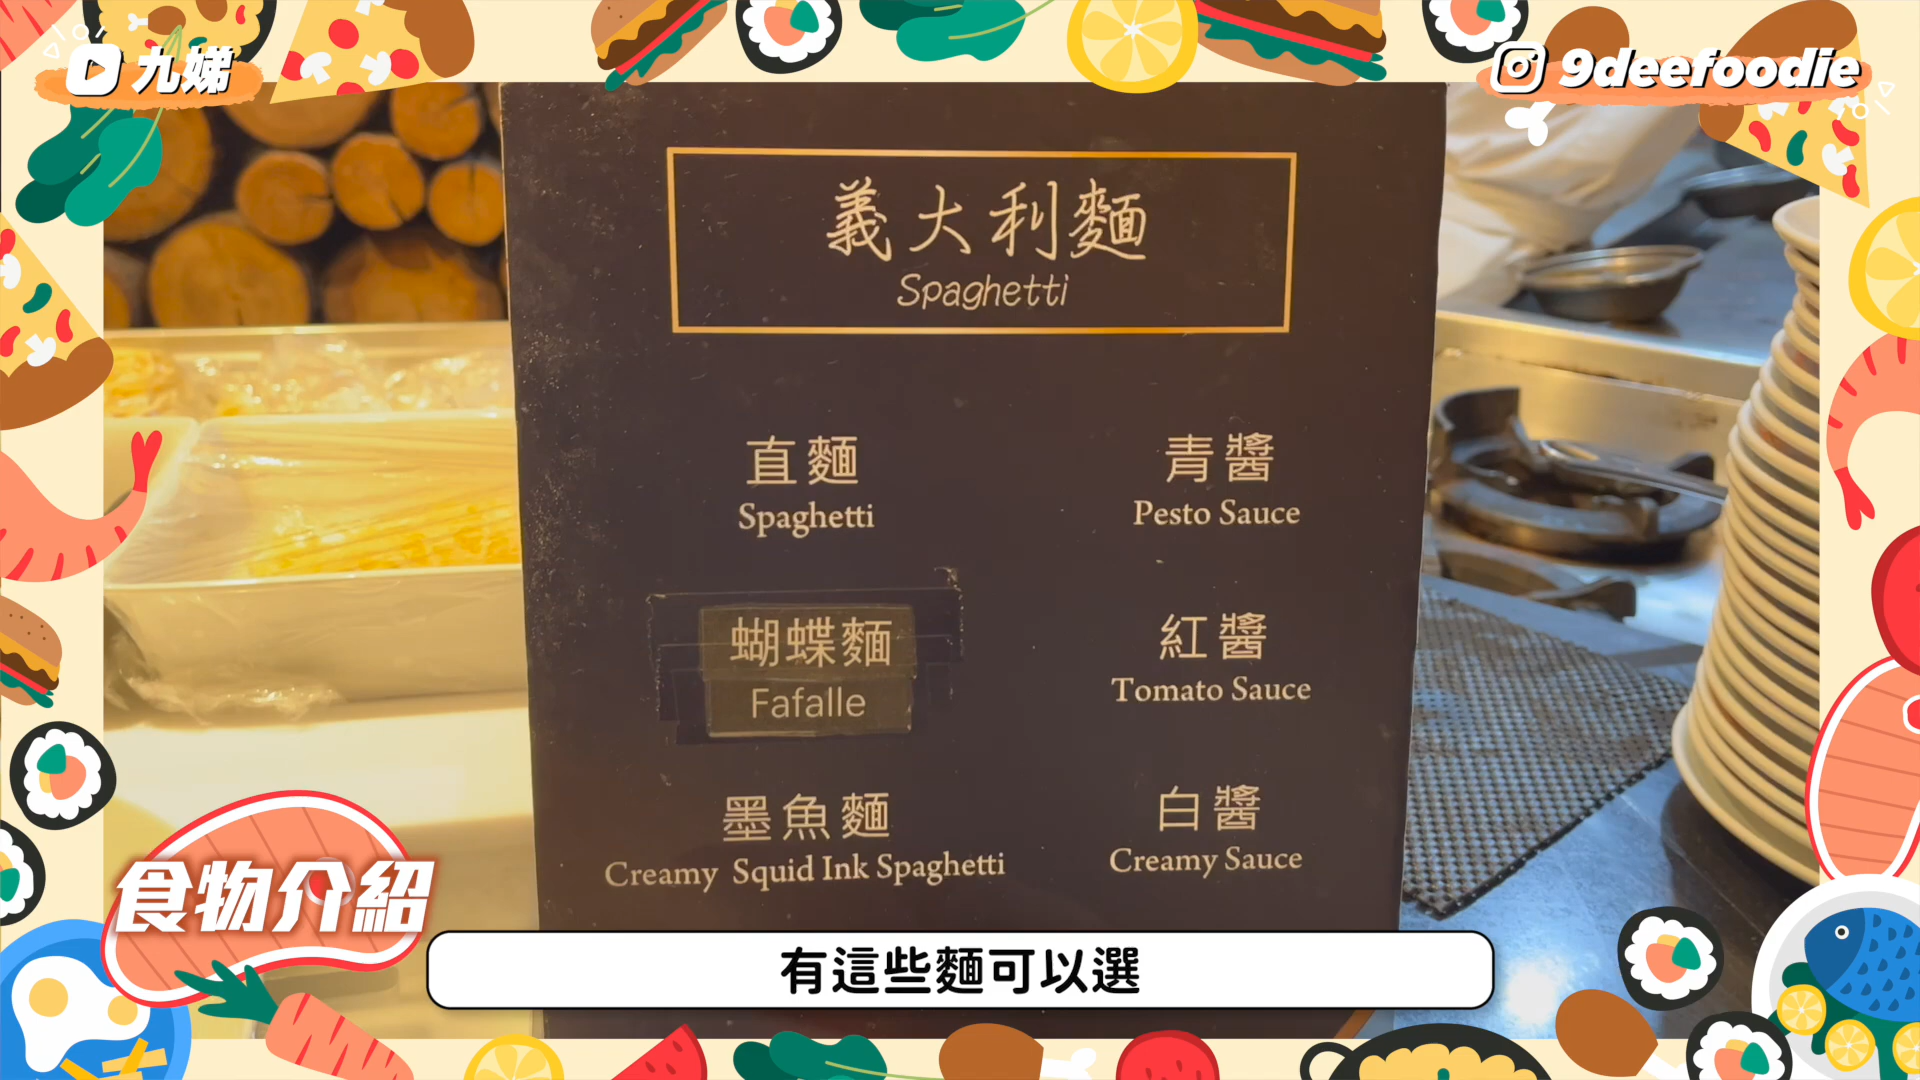 九娣
9deefoodie
義大利麵
Spaghetti
直麵
Spaghetti
青醬
Pesto Sauce
蝴蝶麵
Fafalle
紅醬
Tomato Sauce
墨魚麵
Creamy Squid Ink Spaghetti
白醬
Creamy Sauce
食物介紹
有這些麵可以選